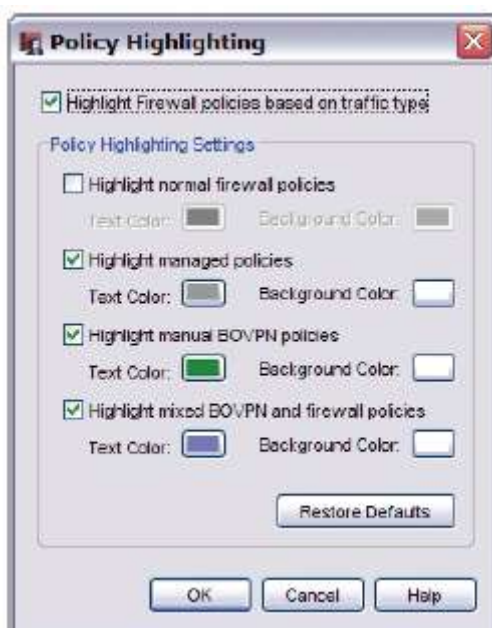 Policy Highlighting
Highlight Firewall policies based on traffic type
Policy Highlighting Settings
Highlight normal firewall policies
Text Color: Background Color:
Highlight managed policies
Text Color: Background Color:
Highlight manual BOVPN policies
Text Color: Background Color:
Highlight mixed BOVPN and firewall policies
Text Color: Background Color:
Restore Defaults
OK Cancel Help